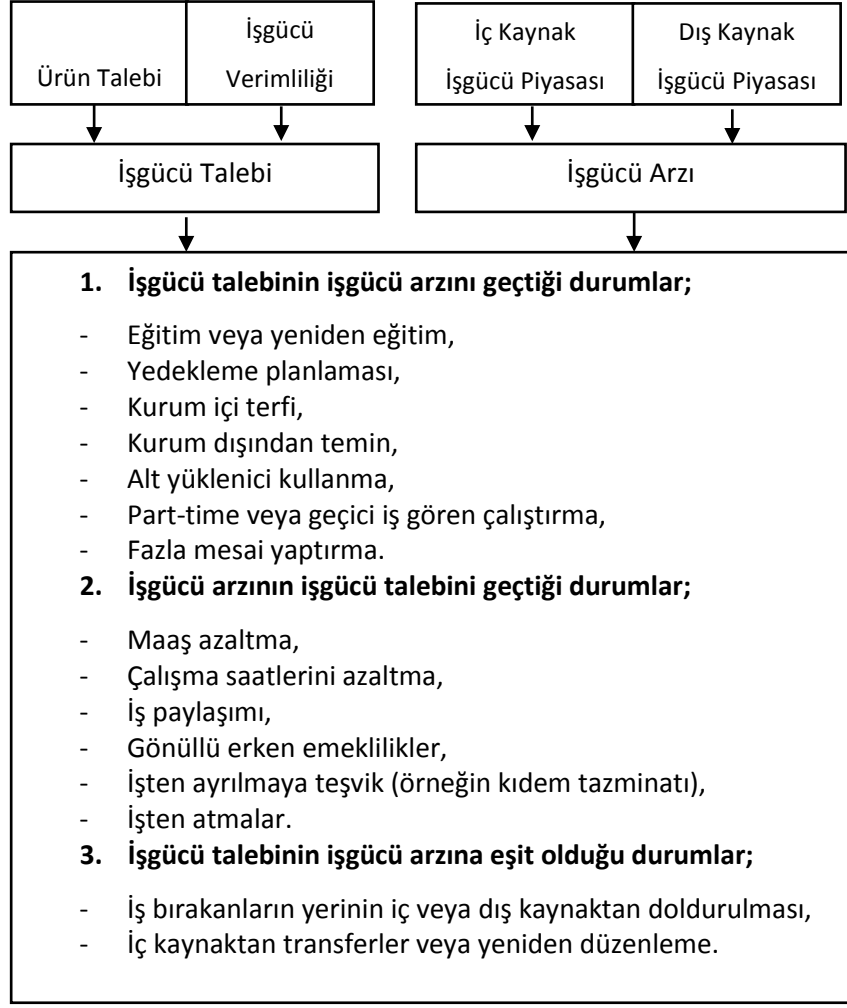 Ürün Talebi
İşgücü
Verimliliği
İç Kaynak
İşgücü Piyasası
Dış Kaynak
İşgücü Piyasası
İşgücü Talebi
İşgücü Arzı
1. İşgücü talebinin işgücü arzını geçtiği durumlar;
- Eğitim veya yeniden eğitim,
- Yedekleme planlaması,
- Kurum içi terfi,
- Kurum dışından temin,
- Alt yüklenici kullanma,
- Part-time veya geçici iş gören çalıştırma,
- Fazla mesai yaptırma.
2. İşgücü arzının işgücü talebini geçtiği durumlar;
- Maaş azaltma,
- Çalışma saatlerini azaltma,
- İş paylaşımı,
- Gönüllü erken emeklilikler,
- İşten ayrılmaya teşvik (örneğin kıdem tazminatı),
- İşten atmalar.
3. İşgücü talebinin işgücü arzına eşit olduğu durumlar;
- İş bırakanların yerinin iç veya dış kaynaktan doldurulması,
- İç kaynaktan transferler veya yeniden düzenleme.